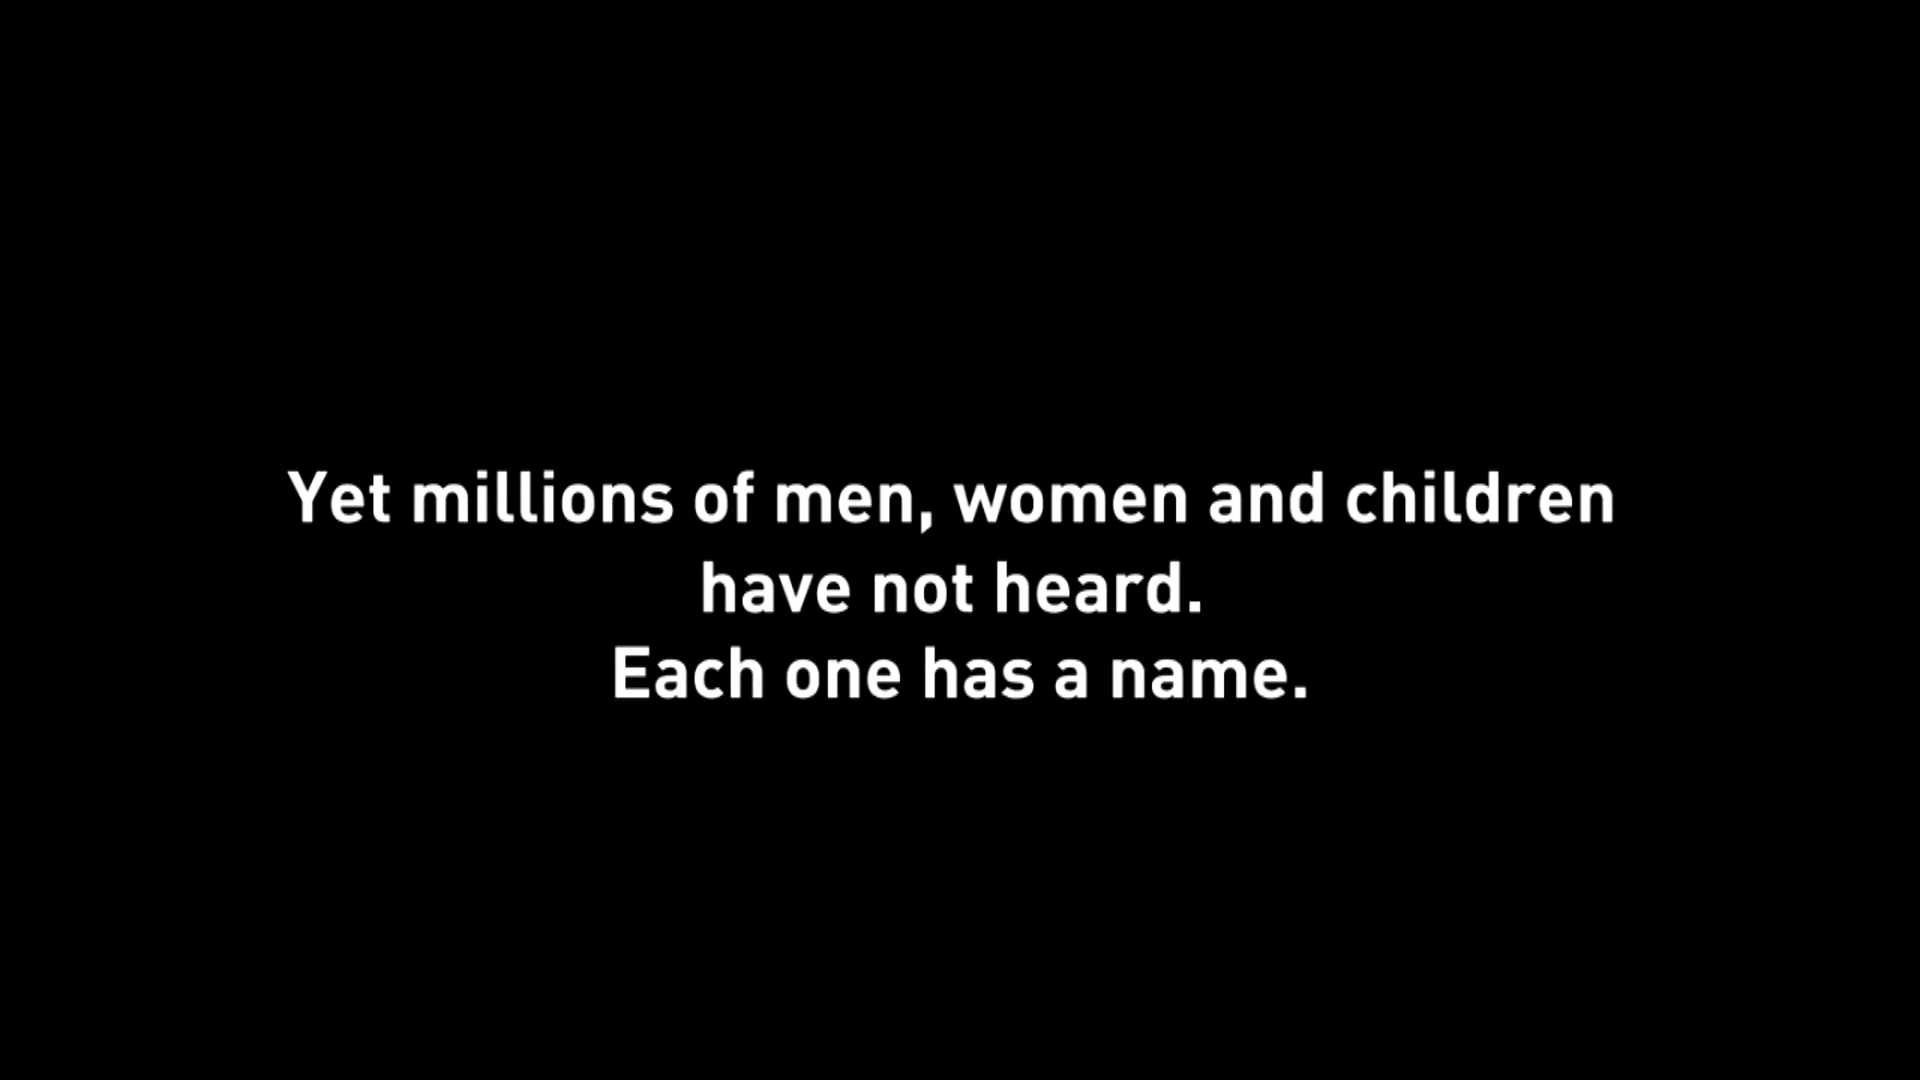 Yet millions of men, women and children
have not heard.
Each one has a name.